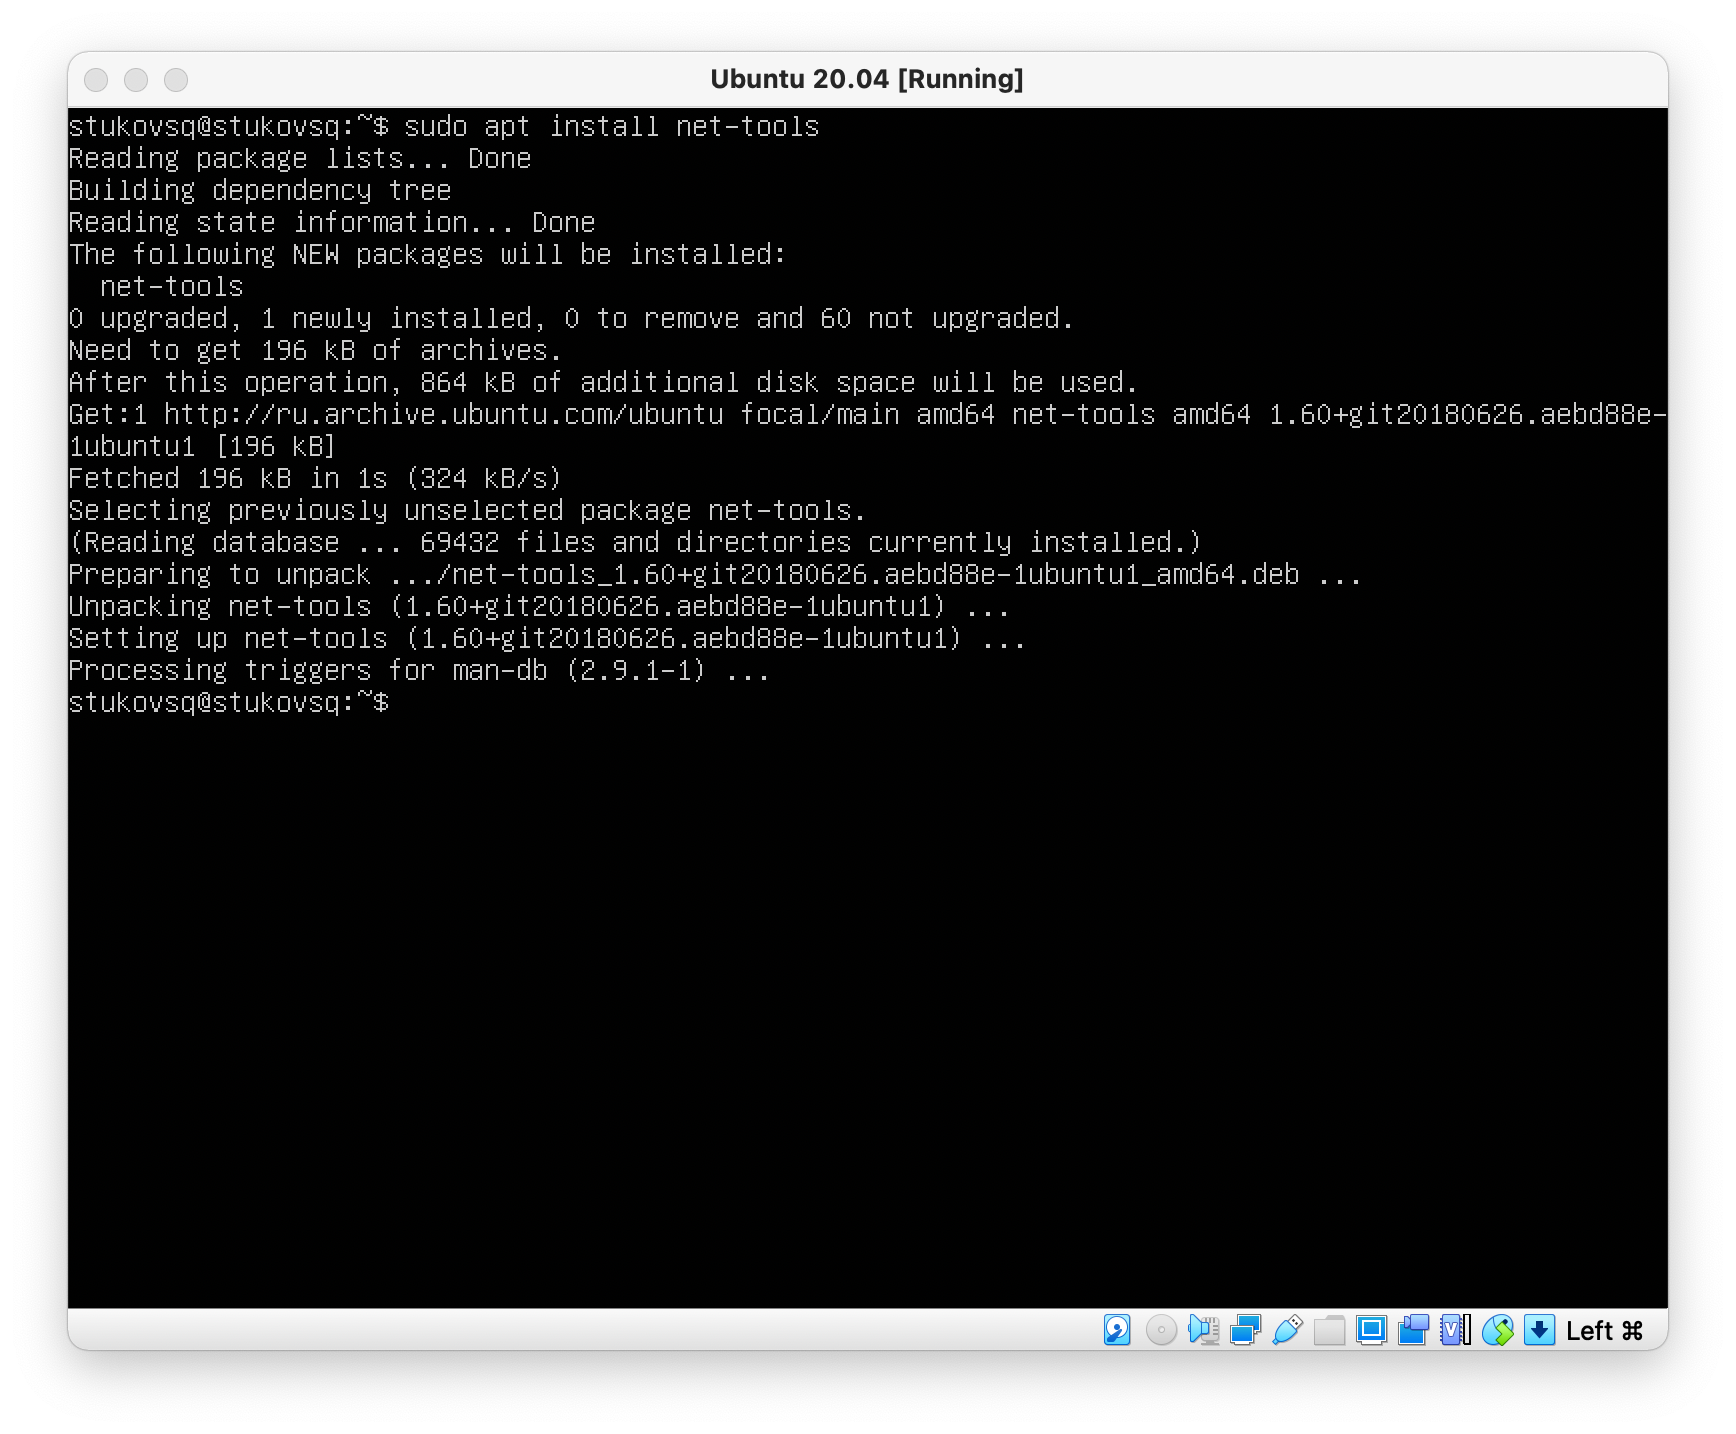 Ubuntu 20.04 [Running]
stukovsq@stukovsq:~$ sudo apt install net-tools
Reading package lists... Done
Building dependency tree
Reading state information... Done
The following NEW packages will be installed:
  net-tools
0 upgraded, 1 newly installed, 0 to remove and 60 not upgraded.
Need to get 196 kB of archives.
After this operation, 864 kB of additional disk space will be used.
Get:1 http://ru.archive.ubuntu.com/ubuntu focal/main amd64 net-tools amd64 1.60+git20180626.aebd88e-
1ubuntu1 [196 kB]
Fetched 196 kB in 1s (324 kB/s)
Selecting previously unselected package net-tools.
(Reading database ... 69432 files and directories currently installed.)
Preparing to unpack .../net-tools_1.60+git20180626.aebd88e-1ubuntu1_amd64.deb ...
Unpacking net-tools (1.60+git20180626.aebd88e-1ubuntu1) ...
Setting up net-tools (1.60+git20180626.aebd88e-1ubuntu1) ...
Processing triggers for man-db (2.9.1-1) ...
stukovsq@stukovsq:~$
Left ⌘